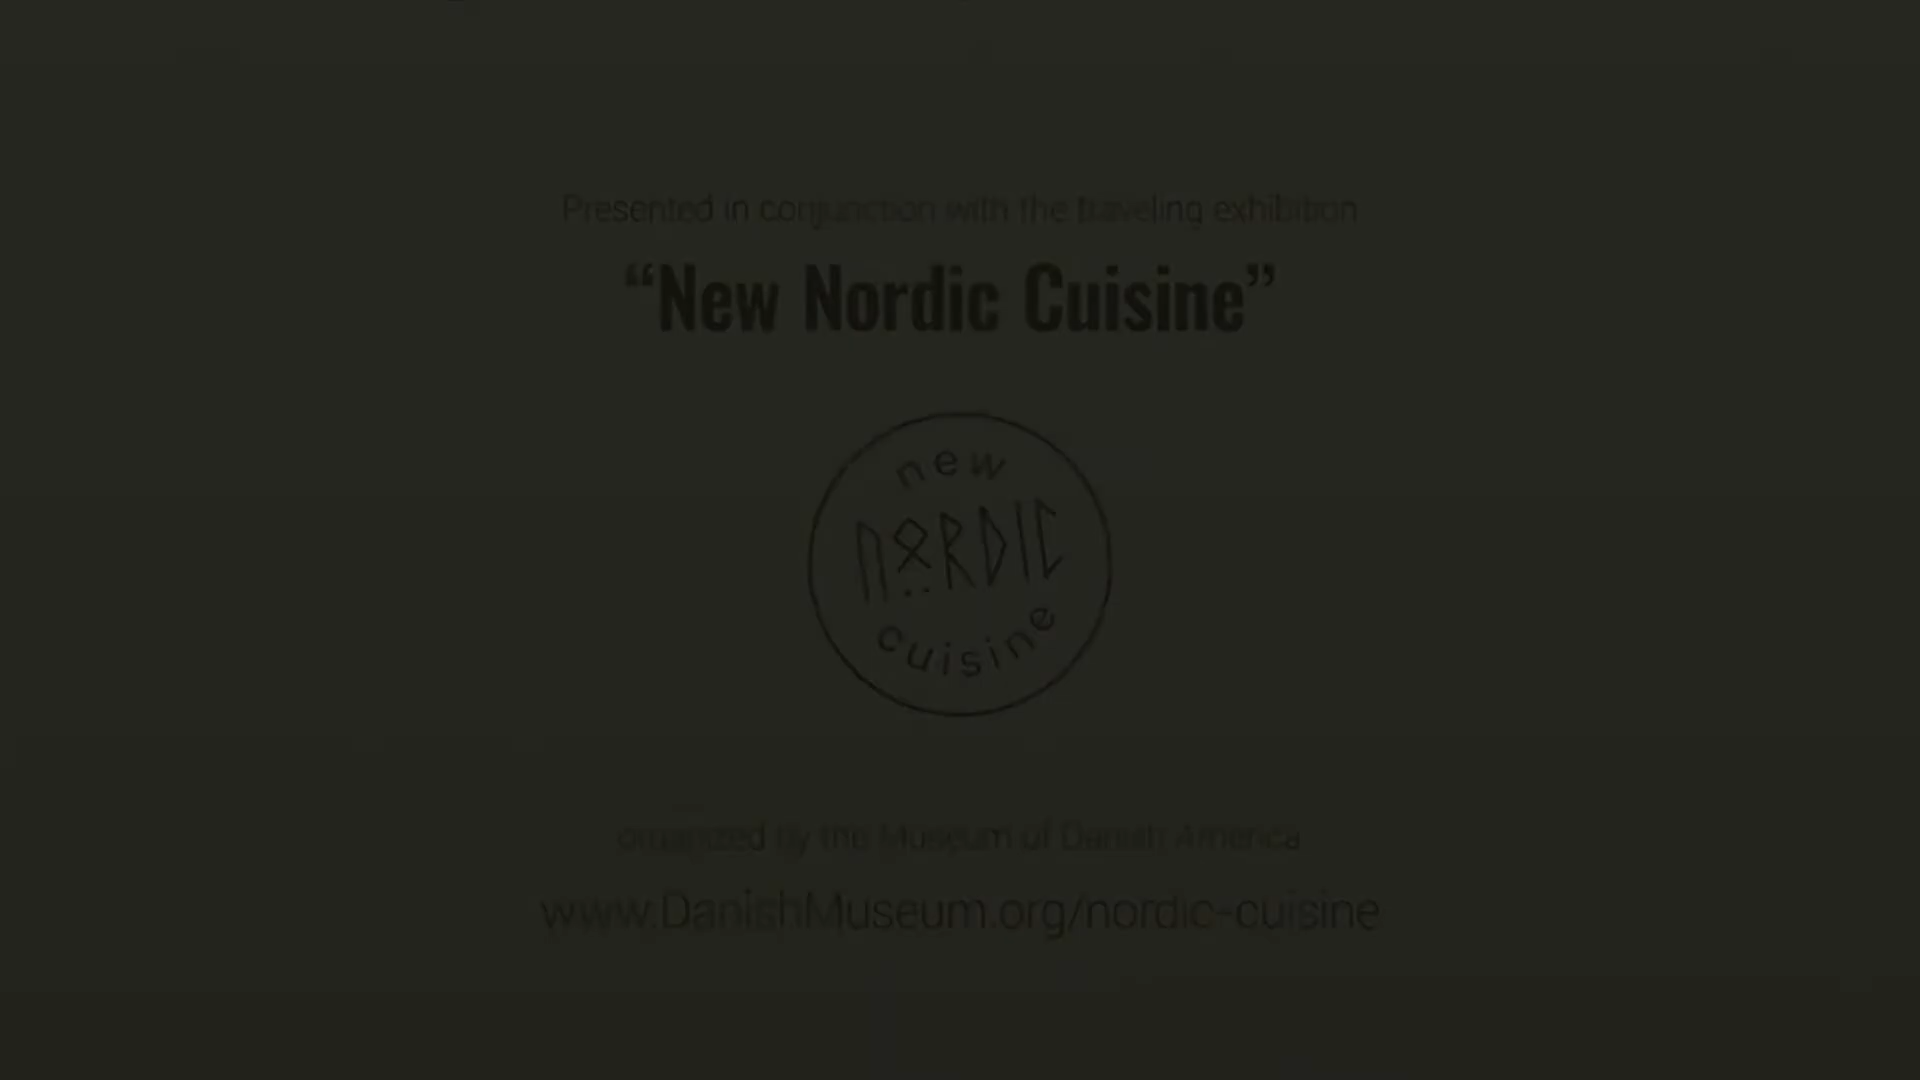 Presented in conjunction with the traveling exhibition
“New Nordic Cuisine”
new
NORDIC
cuisine
organized by the Museum of Danish America
www.DanishMuseum.org/nordic-cuisine